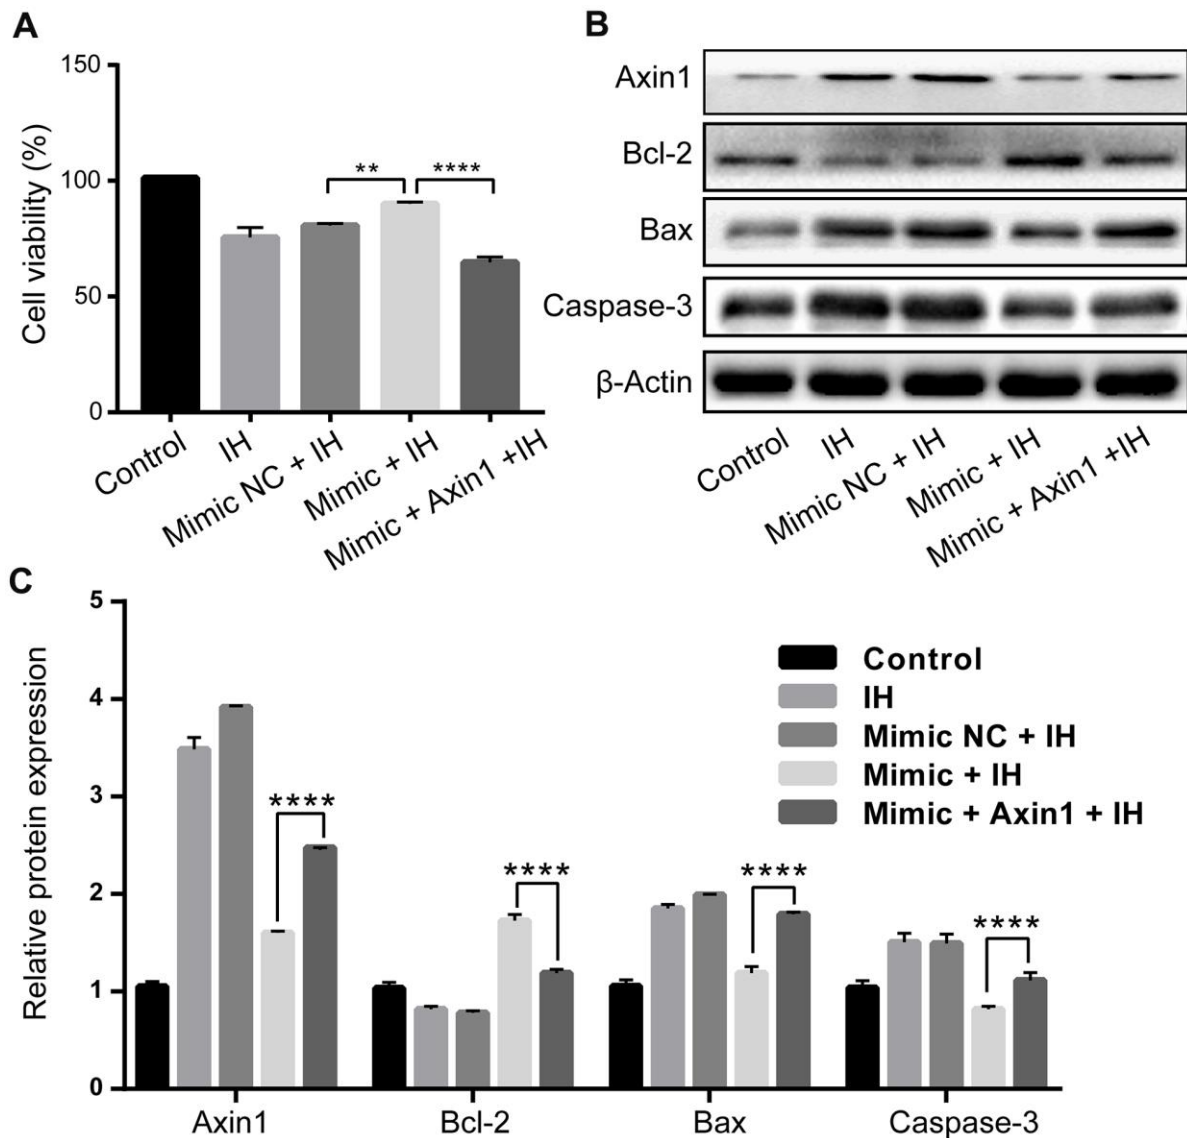 A
Cell viability (%)
150
100
50
0
**
****
Control
IH
Mimic NC + IH
Mimic + IH
Mimic + Axin1 +IH
B
Axin1
Bcl-2
Bax
Caspase-3
β-Actin
Control
IH
Mimic NC + IH
Mimic + IH
Mimic + Axin1 +IH
C
Relative protein expression
5
4
3
2
1
0
****
****
****
****
Axin1
Bcl-2
Bax
Caspase-3
Control
IH
Mimic NC + IH
Mimic + IH
Mimic + Axin1 + IH